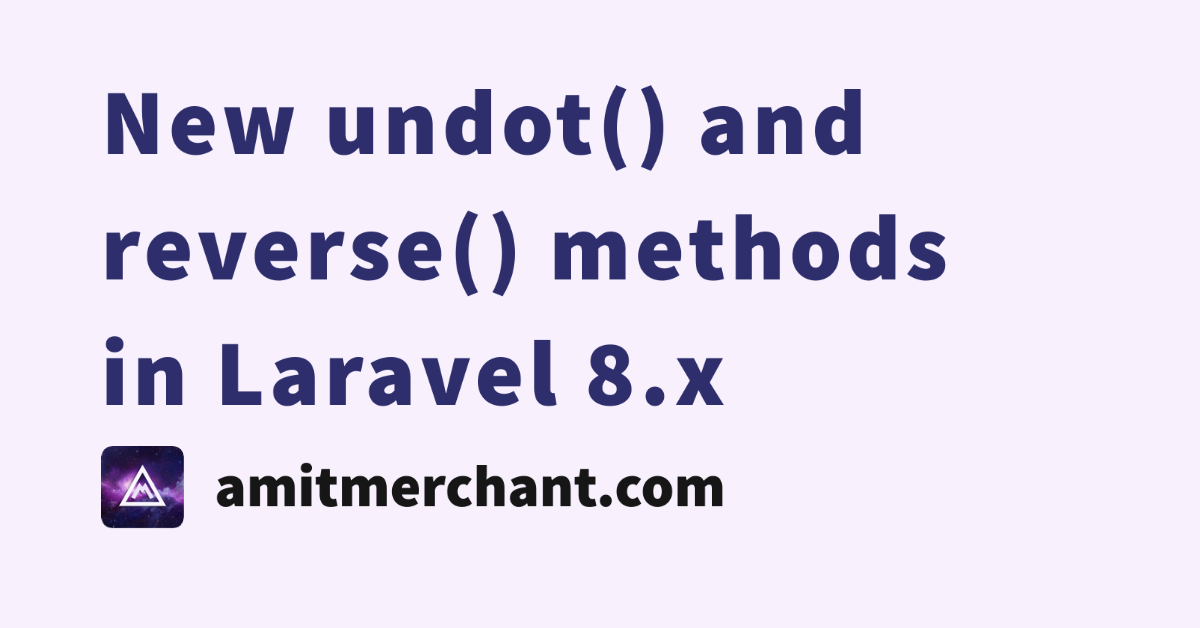 New undot() and
reverse() methods
in Laravel 8.x
amitmerchant.com